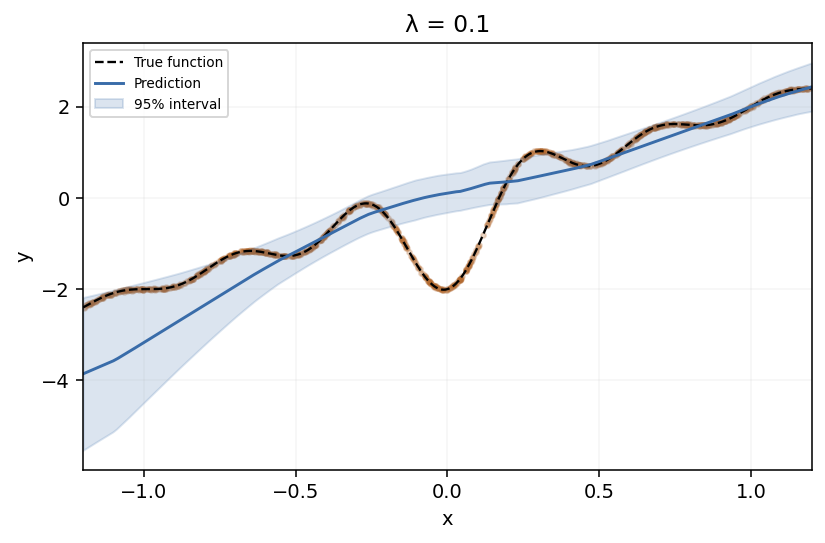 λ = 0.1
True function
Prediction
95% interval
y
2
0
−2
−4
−1.0 −0.5 0.0 0.5 1.0
x